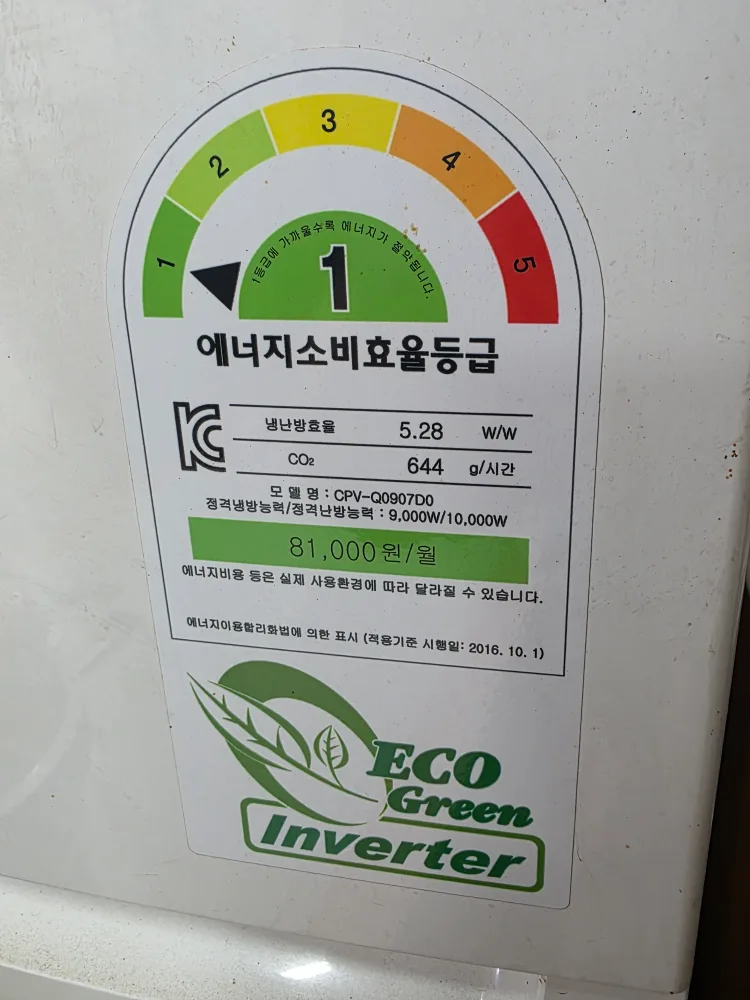 1
2
3
4
5
1등급에 가까울수록 에너지가 절약됩니다.
1
에너지소비효율등급
냉난방효율 5.28 W/W
CO₂ 644 g/시간
모 델 명 : CPV-Q0907D0
정격냉방능력/정격난방능력 : 9,000W/10,000W
81,000원/월
에너지비용 등은 실제 사용환경에 따라 달라질 수 있습니다.
에너지이용합리화법에 의한 표시 (적용기준 시행일: 2016. 10. 1)
ECO
Green
Inverter